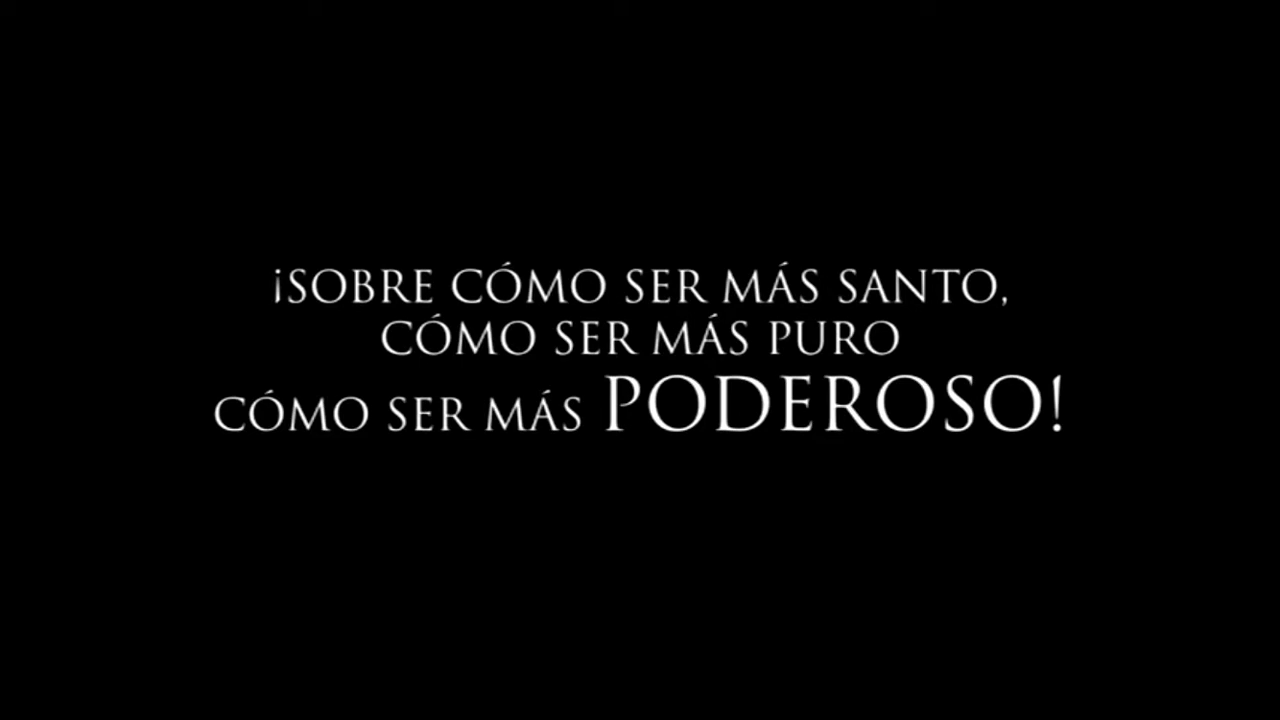 ¡SOBRE CÓMO SER MÁS SANTO,
CÓMO SER MÁS PURO
CÓMO SER MÁS PODEROSO!